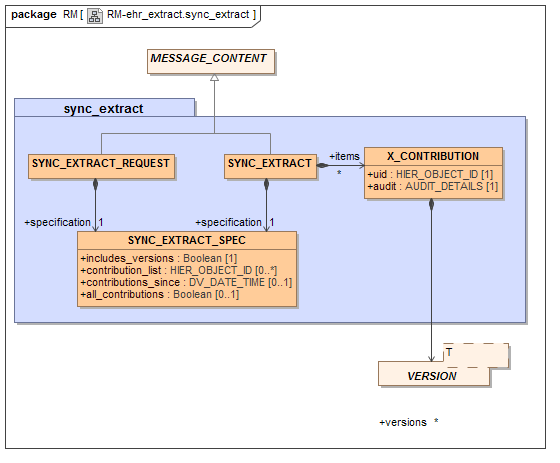 package RM [ RM-ehr_extract.sync_extract ]
MESSAGE_CONTENT
sync_extract
SYNC_EXTRACT_REQUEST
SYNC_EXTRACT
+items
*
X_CONTRIBUTION
+uid : HIER_OBJECT_ID [1]
+audit : AUDIT_DETAILS [1]
+specification 1
+specification 1
SYNC_EXTRACT_SPEC
+includes_versions : Boolean [1]
+contribution_list : HIER_OBJECT_ID [0..*]
+contributions_since : DV_DATE_TIME [0..1]
+all_contributions : Boolean [0..1]
T
VERSION
+versions *